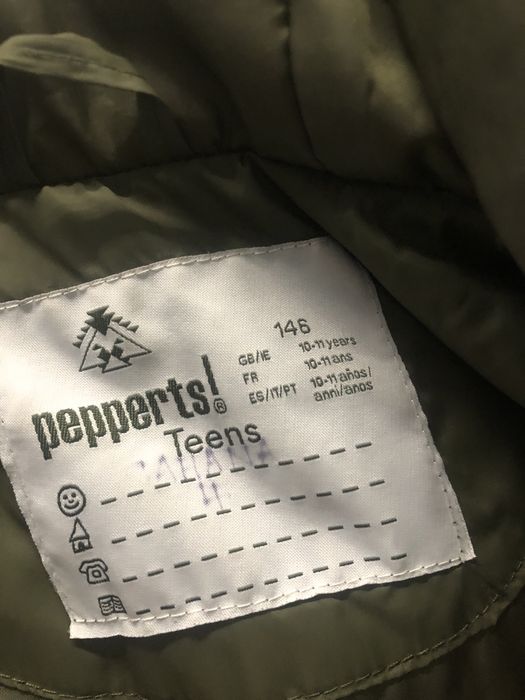 146
GB/IE 10-11 years
FR 10-11 ans
ES/IT/PT 10-11 años/
anni/anos
pepperts!®
Teens